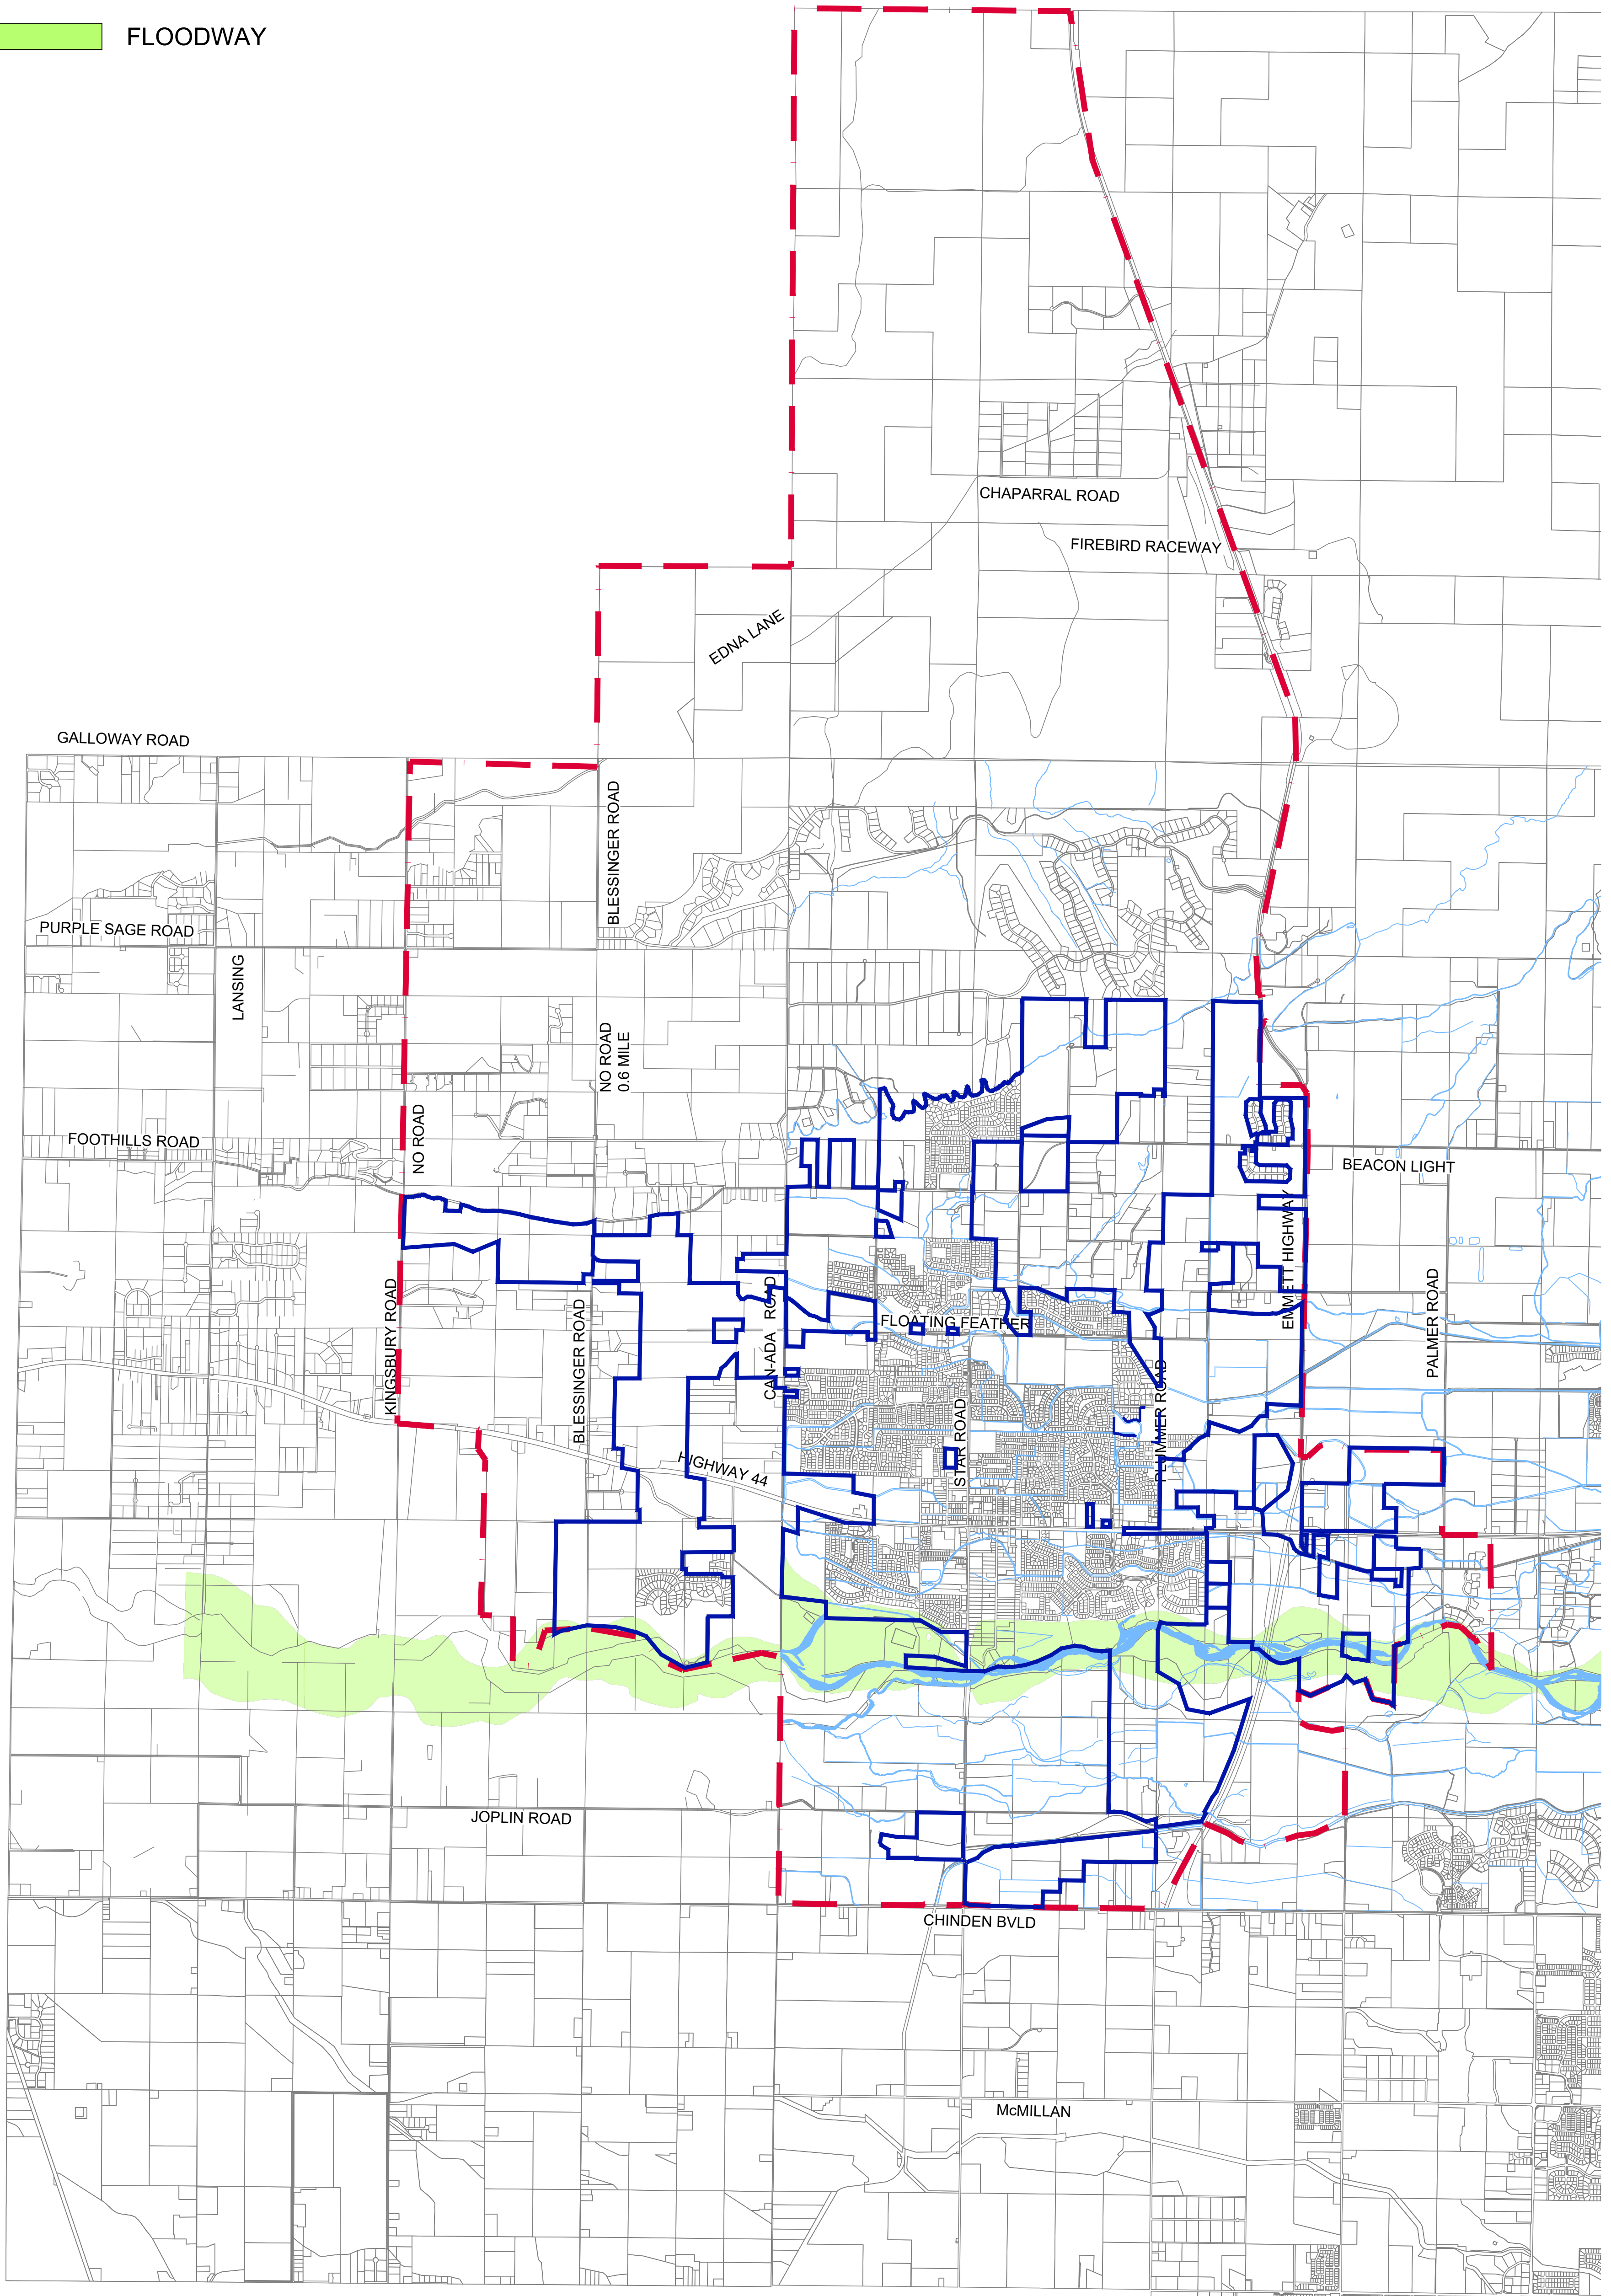 FLOODWAY
CHAPARRAL ROAD
FIREBIRD RACEWAY
EDNA LANE
GALLOWAY ROAD
BLESSINGER ROAD
PURPLE SAGE ROAD
LANSING
NO ROAD
0.6 MILE
NO ROAD
FOOTHILLS ROAD
BEACON LIGHT
EMMETT HIGHWAY
KINGSBURY ROAD
BLESSINGER ROAD
CAN-ADA ROAD
FLOATING FEATHER
PALMER ROAD
STAR ROAD
PLUMMER ROAD
HIGHWAY 44
JOPLIN ROAD
CHINDEN BVLD
McMILLAN